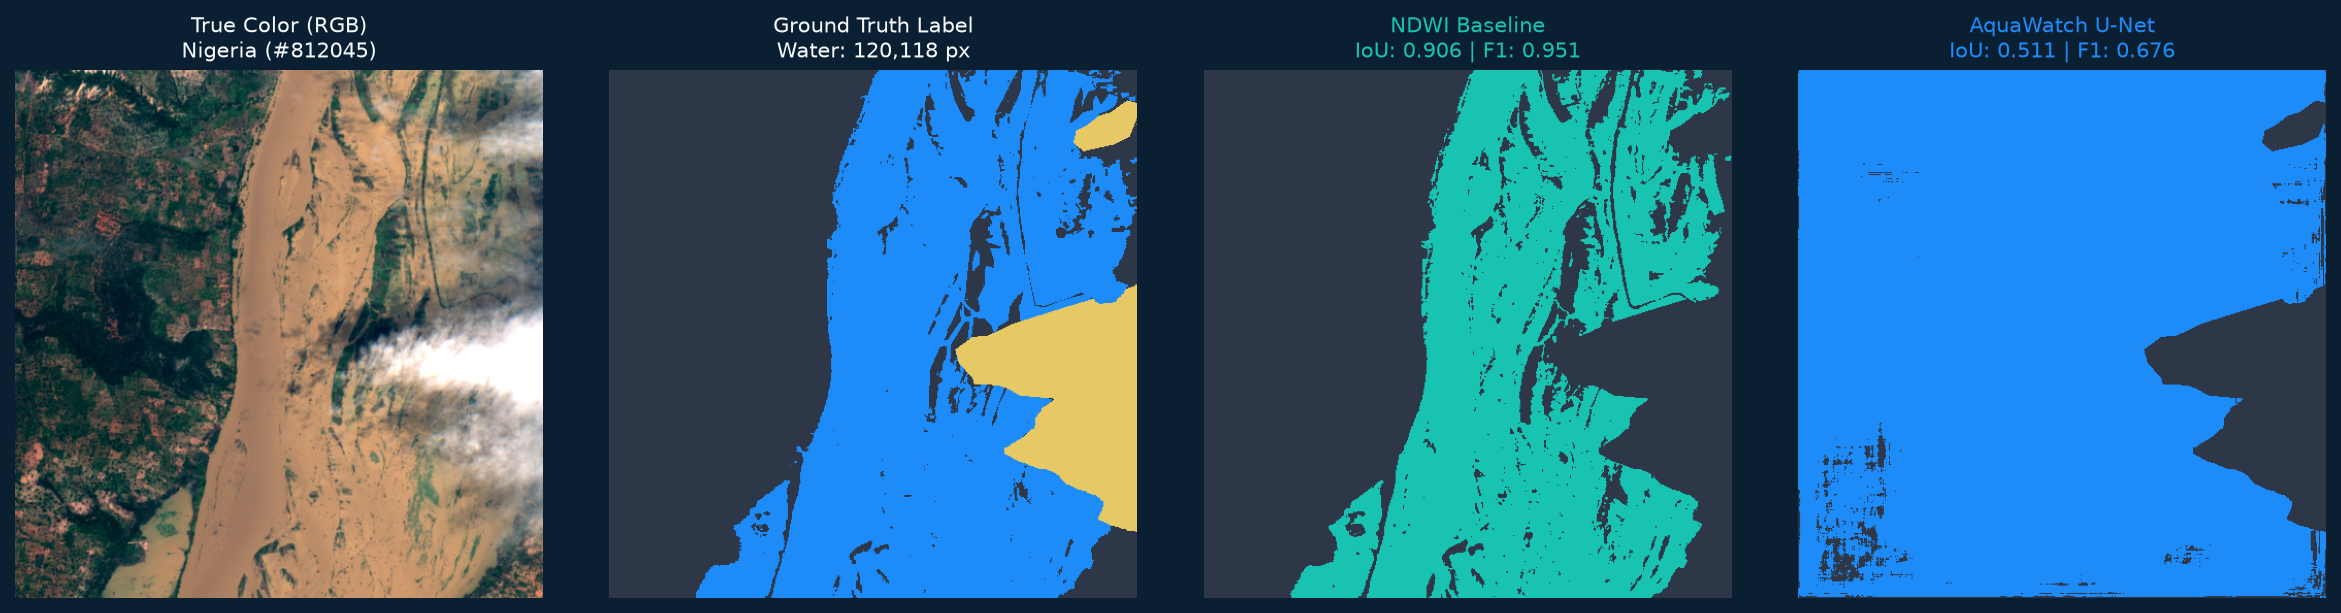 True Color (RGB)
Nigeria (#812045)
Ground Truth Label
Water: 120,118 px
NDWI Baseline
IoU: 0.906 | F1: 0.951
AquaWatch U-Net
IoU: 0.511 | F1: 0.676